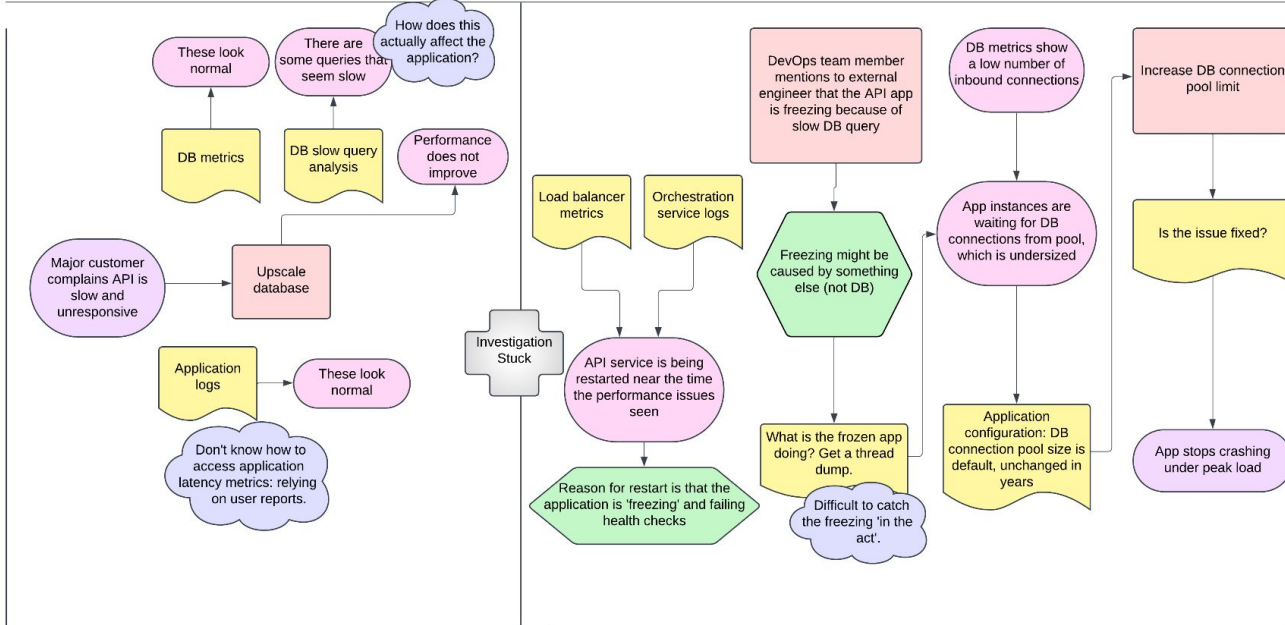 These look
normal
There are
some queries that
seem slow
How does this
actually affect the
application?
DB metrics
DB slow query
analysis
Performance
does not
improve
Major customer
complains API is
slow and
unresponsive
Upscale
database
Application
logs
These look
normal
Don't know how to
access application
latency metrics: relying
on user reports.
Investigation
Stuck
Load balancer
metrics
Orchestration
service logs
API service is being
restarted near the time
the performance issues
seen
Reason for restart is that the
application is 'freezing' and failing
health checks
DevOps team member
mentions to external
engineer that the API app
is freezing because of
slow DB query
Freezing might be
caused by something
else (not DB)
What is the frozen app
doing? Get a thread
dump.
Difficult to catch
the freezing 'in the
act'.
DB metrics show
a low number of
inbound connections
App instances are
waiting for DB
connections from pool,
which is undersized
Application
configuration: DB
connection pool size is
default, unchanged in
years
Increase DB connection
pool limit
Is the issue fixed?
App stops crashing
under peak load